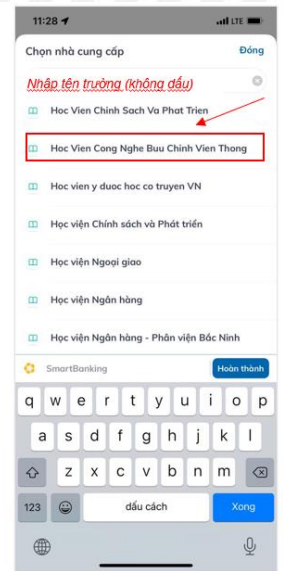 11:28 LTE
Chọn nhà cung cấp Đóng
Nhập tên trường (không dấu)
Hoc Vien Chinh Sach Va Phat Trien
Hoc Vien Cong Nghe Buu Chinh Vien Thong
Hoc vien y duoc hoc co truyen VN
Học viện Chính sách và Phát triển
Học viện Ngoại giao
Học viện Ngân hàng
Học viện Ngân hàng - Phân viện Bắc Ninh
SmartBanking Hoàn thành
q w e r t y u i o p
a s d f g h j k l
z x c v b n m
123 dấu cách Xong